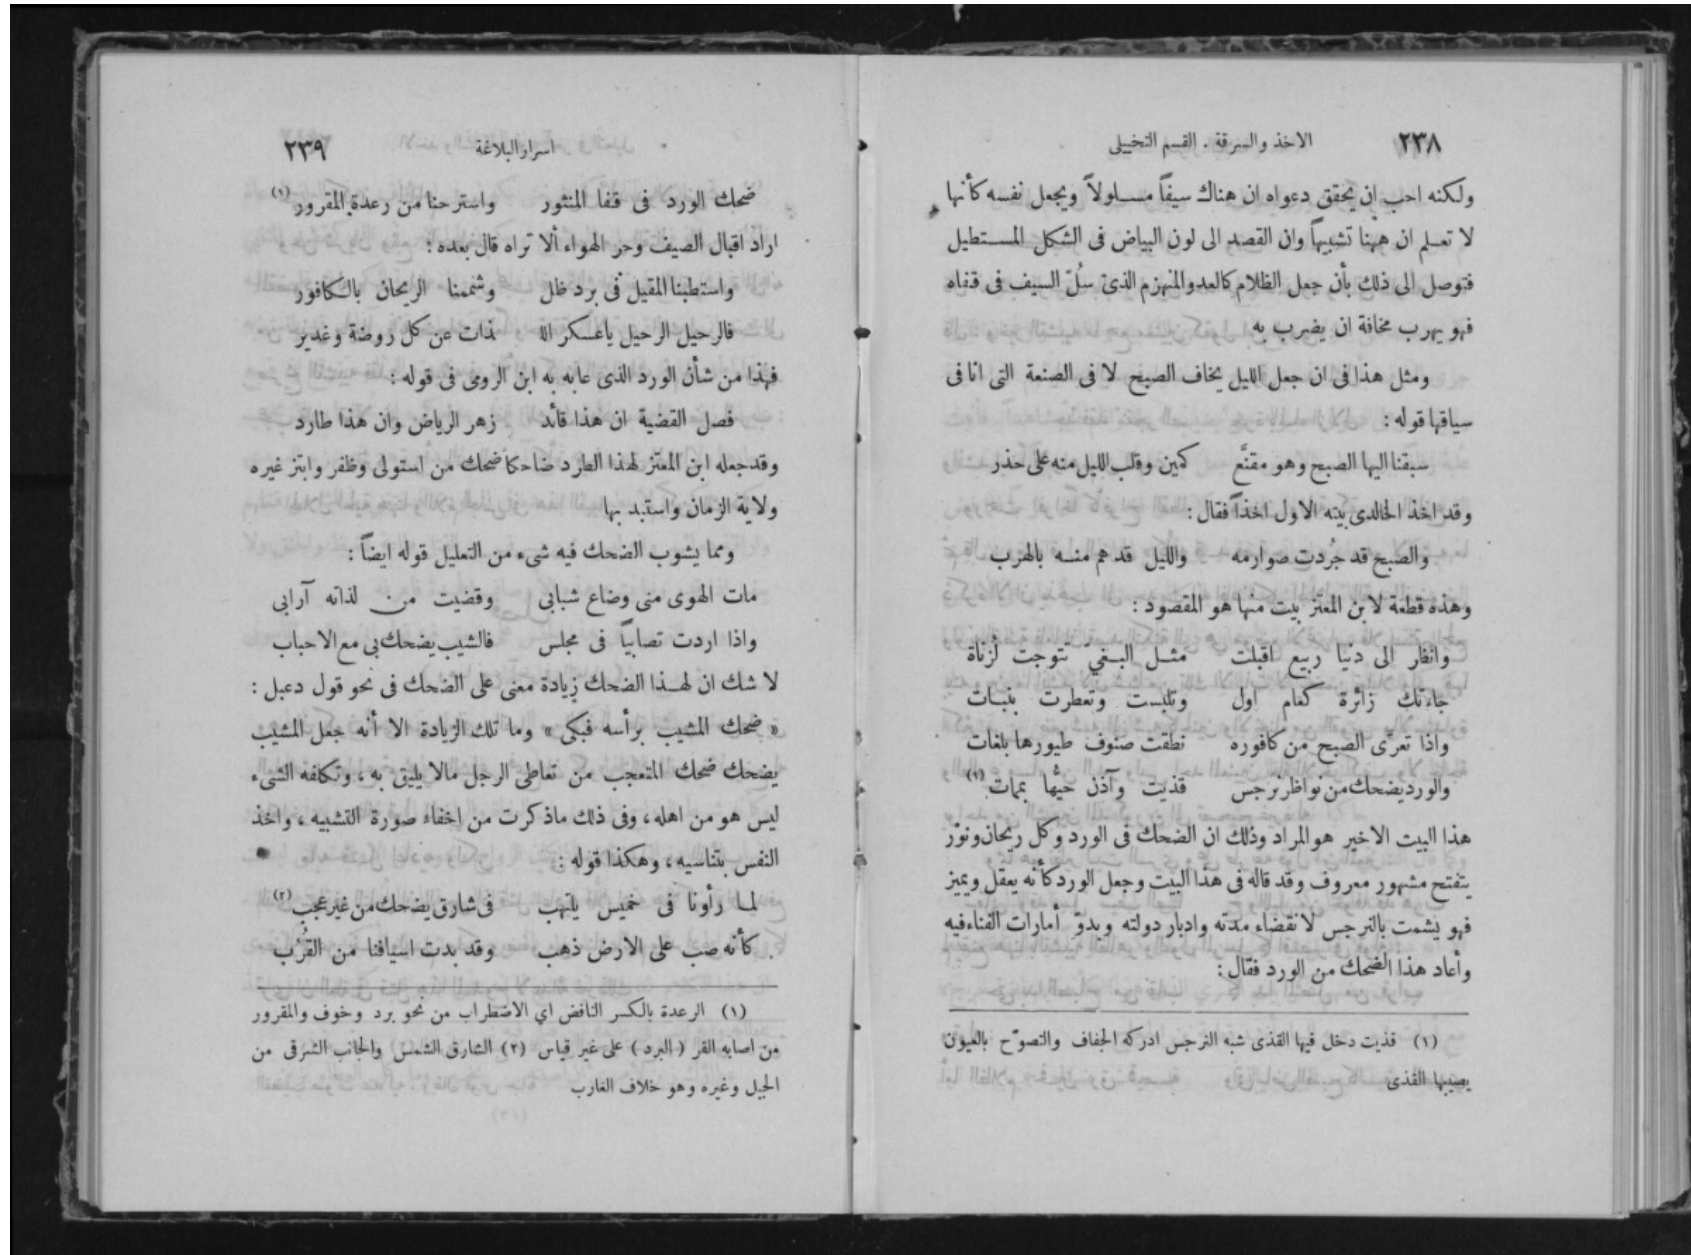 ٢٣٨
الاخذ والسرقة . القسم التخييلى
ولكنه احب ان يحقق دعواه ان هناك سيفاً مسلولاً ويجعل نفسه كأنها
لا تعلم ان ههنا تشبيهاً وان القصد الى لون البياض فى الشكل المستطيل
فتوصل الى ذلك بأن جعل الظلام كالعدو المنهزم الذى سُلّ السيف فى قفاه
فهو يهرب مخافة ان يضرب به
ومثل هذا فى ان جعل الليل يخاف الصبح لا فى الصنعة التى انا فى
سياقها قوله :
سبقنا اليها الصبح وهو مقنَّع كمين وقلب الليل منه على حذر
وقد اخذ الخالدى بيته الاول اخذاً فقال :
والصبح قد جُردت صوارمه والليل قد هم منه بالهرب
وهذه قطعة لابن المعتز بيت منها هو المقصود :
وانظر الى دنيا ربيع اقبلت مثل البغيّ تتوجت لزناة
جاءتك زائرة كعام اول وتلبست وتعطرت بنبات
واذا تعرّى الصبح من كافوره نطقت صنوف طيورها بلغات
والورد يضحك من نواظر نرجس قذيت وآذن حيُّها بممات (١)
هذا البيت الاخير هو المراد وذلك ان الضحك فى الورد وكل ريحان ونوْر
يتفتح مشهور معروف وقد قاله فى هذا البيت وجعل الورد كأنه يعقل ويميز
فهو يشمت بالنرجس لانقضاء مدته وادبار دولته وبدوّ أمارات الفناء فيه
وأعاد هذا الضحك من الورد فقال :
(١) قذيت دخل فيها القذى شبه النرجس ادركه الجفاف والتصوّح بالعيون
يصيبها القذى
اسرار البلاغة
٢٣٩
ضحك الورد فى قفا المنثور واسترحنا من رعدة المقرور (١)
اراد اقبال الصيف وحر الهواء ألا تراه قال بعده :
واستطبنا المقيل فى برد ظل وشممنا الريحان بالكافور
فالرحيل الرحيل ياعسكر اللـ ـذات عن كل روضة وغدير
فهذا من شأن الورد الذى عابه به ابن الرومى فى قوله :
فصل القضية ان هذا قائد زهر الرياض وان هذا طارد
وقد جعله ابن المعتز لهذا الطرد ضاحكا ضحك من استولى وظفر وابتز غيره
ولاية الزمان واستبد بها
ومما يشوب الضحك فيه شىء من التعليل قوله ايضاً :
مات الهوى منى وضاع شبابى وقضيت من لذاته آرابى
واذا اردت تصابياً فى مجلس فالشيب يضحك بى مع الاحباب
لا شك ان لهذا الضحك زيادة معنى على الضحك فى نحو قول دعبل :
« ضحك المشيب برأسه فبكى » وما تلك الزيادة الا أنه جعل المشيب
يضحك ضحك المتعجب من تعاطى الرجل مالا يليق به ، وتكلفه الشىء
ليس هو من اهله ، وفى ذلك ماذكرت من اخفاء صورة التشبيه ، واخذ
النفس بتناسيه ، وهكذا قوله :
لما رأونا فى خميس يلتهب فى شارق يضحك من غير عجب (٢)
كأنه صب على الارض ذهب وقد بدت اسيافنا من القُرُب
(١) الرعدة بالكسر النافض اي الاضطراب من نحو برد وخوف والمقرور
من اصابه القر ( البرد ) على غير قياس (٢) الشارق الشمس والجانب الشرقى من
الجبل وغيره وهو خلاف الغارب